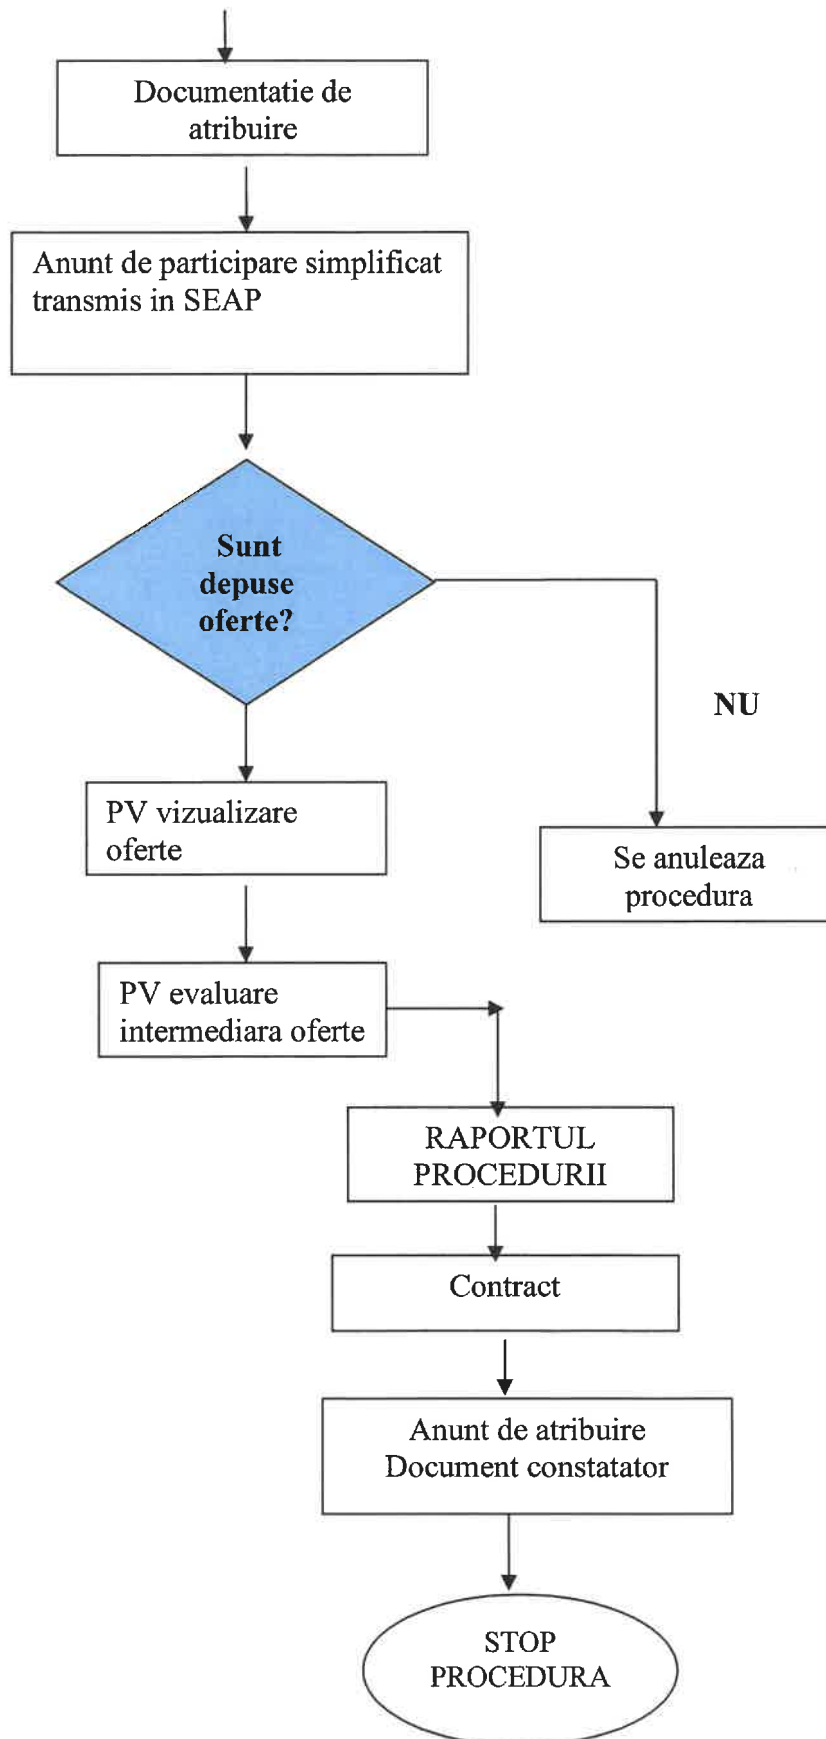 Documentatie de
atribuire
Anunt de participare simplificat
transmis in SEAP
Sunt
depuse
oferte?
NU
PV vizualizare
oferte
Se anuleaza
procedura
PV evaluare
intermediara oferte
RAPORTUL
PROCEDURII
Contract
Anunt de atribuire
Document constatator
STOP
PROCEDURA